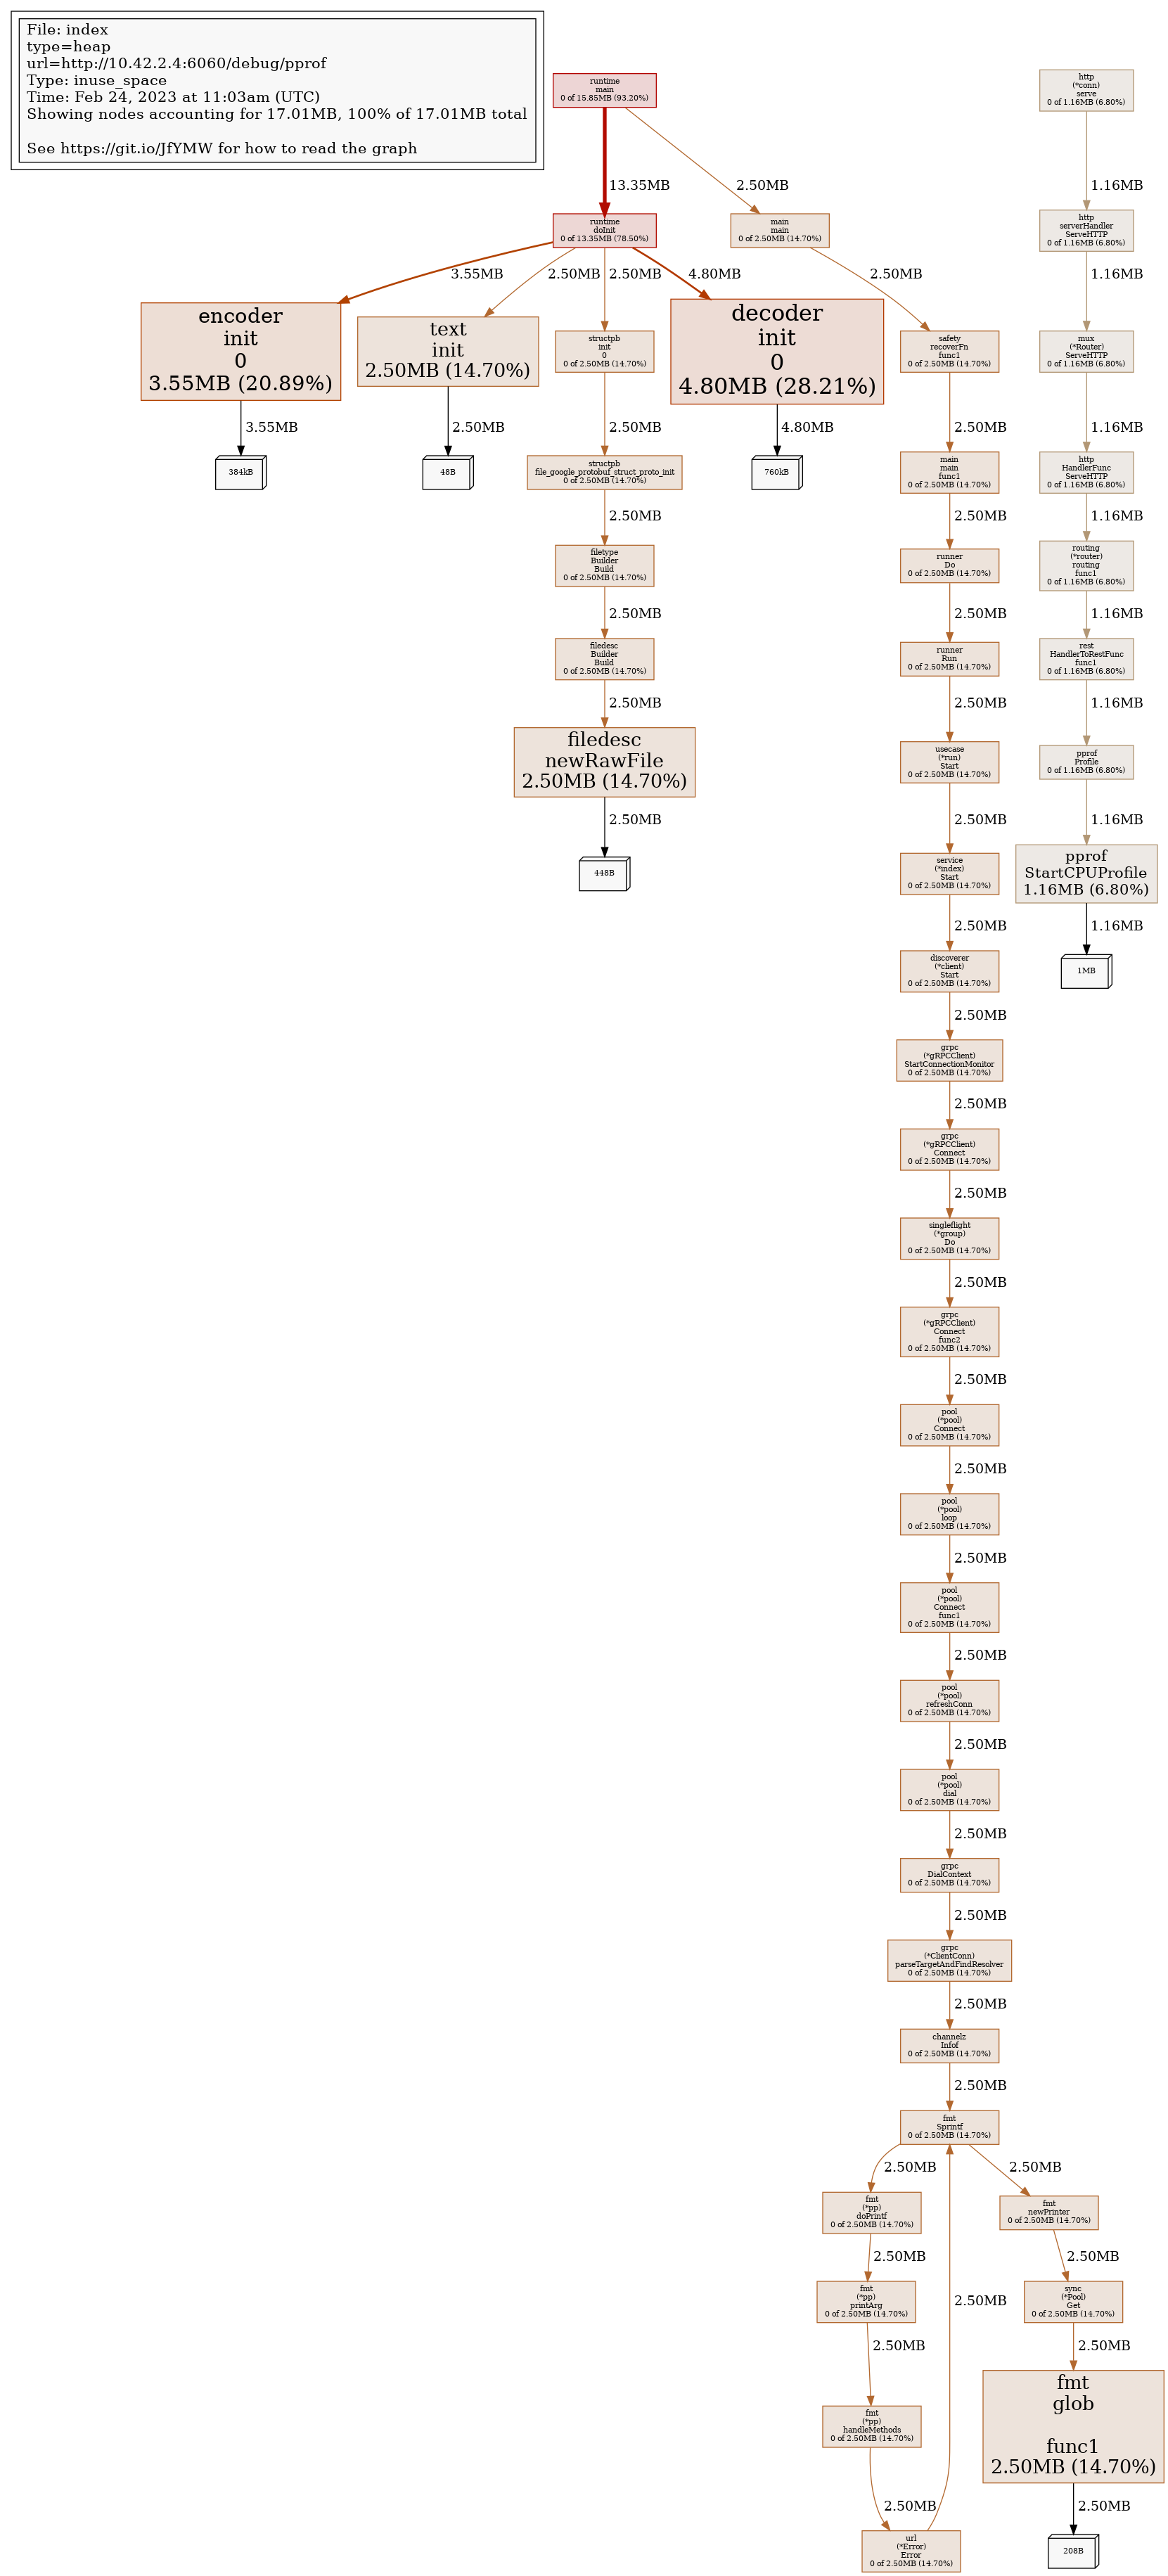 File: index
type=heap
url=http://10.42.2.4:6060/debug/pprof
Type: inuse_space
Time: Feb 24, 2023 at 11:03am (UTC)
Showing nodes accounting for 17.01MB, 100% of 17.01MB total
See https://git.io/JfYMW for how to read the graph
runtime
main
0 of 15.85MB (93.20%)
http
(*conn)
serve
0 of 1.16MB (6.80%)
13.35MB
2.50MB
1.16MB
runtime
doInit
0 of 13.35MB (78.50%)
main
main
0 of 2.50MB (14.70%)
http
serverHandler
ServeHTTP
0 of 1.16MB (6.80%)
3.55MB
2.50MB
2.50MB
4.80MB
2.50MB
1.16MB
encoder
init
0
3.55MB (20.89%)
text
init
2.50MB (14.70%)
structpb
init
0
0 of 2.50MB (14.70%)
decoder
init
0
4.80MB (28.21%)
safety
recoverFn
func1
0 of 2.50MB (14.70%)
mux
(*Router)
ServeHTTP
0 of 1.16MB (6.80%)
3.55MB
2.50MB
2.50MB
4.80MB
2.50MB
1.16MB
384kB
48B
structpb
file_google_protobuf_struct_proto_init
0 of 2.50MB (14.70%)
760kB
main
main
func1
0 of 2.50MB (14.70%)
http
HandlerFunc
ServeHTTP
0 of 1.16MB (6.80%)
2.50MB
2.50MB
1.16MB
filetype
Builder
Build
0 of 2.50MB (14.70%)
runner
Do
0 of 2.50MB (14.70%)
routing
(*router)
routing
func1
0 of 1.16MB (6.80%)
2.50MB
2.50MB
1.16MB
filedesc
Builder
Build
0 of 2.50MB (14.70%)
runner
Run
0 of 2.50MB (14.70%)
rest
HandlerToRestFunc
func1
0 of 1.16MB (6.80%)
2.50MB
2.50MB
1.16MB
filedesc
newRawFile
2.50MB (14.70%)
usecase
(*run)
Start
0 of 2.50MB (14.70%)
pprof
Profile
0 of 1.16MB (6.80%)
2.50MB
2.50MB
1.16MB
448B
service
(*index)
Start
0 of 2.50MB (14.70%)
pprof
StartCPUProfile
1.16MB (6.80%)
2.50MB
1.16MB
discoverer
(*client)
Start
0 of 2.50MB (14.70%)
1MB
2.50MB
grpc
(*gRPCClient)
StartConnectionMonitor
0 of 2.50MB (14.70%)
2.50MB
grpc
(*gRPCClient)
Connect
0 of 2.50MB (14.70%)
2.50MB
singleflight
(*group)
Do
0 of 2.50MB (14.70%)
2.50MB
grpc
(*gRPCClient)
Connect
func2
0 of 2.50MB (14.70%)
2.50MB
pool
(*pool)
Connect
0 of 2.50MB (14.70%)
2.50MB
pool
(*pool)
loop
0 of 2.50MB (14.70%)
2.50MB
pool
(*pool)
Connect
func1
0 of 2.50MB (14.70%)
2.50MB
pool
(*pool)
refreshConn
0 of 2.50MB (14.70%)
2.50MB
pool
(*pool)
dial
0 of 2.50MB (14.70%)
2.50MB
grpc
DialContext
0 of 2.50MB (14.70%)
2.50MB
grpc
(*ClientConn)
parseTargetAndFindResolver
0 of 2.50MB (14.70%)
2.50MB
channelz
Infof
0 of 2.50MB (14.70%)
2.50MB
fmt
Sprintf
0 of 2.50MB (14.70%)
2.50MB
2.50MB
fmt
(*pp)
doPrintf
0 of 2.50MB (14.70%)
fmt
newPrinter
0 of 2.50MB (14.70%)
2.50MB
2.50MB
fmt
(*pp)
printArg
0 of 2.50MB (14.70%)
2.50MB
sync
(*Pool)
Get
0 of 2.50MB (14.70%)
2.50MB
2.50MB
fmt
(*pp)
handleMethods
0 of 2.50MB (14.70%)
fmt
glob
func1
2.50MB (14.70%)
2.50MB
2.50MB
url
(*Error)
Error
0 of 2.50MB (14.70%)
208B